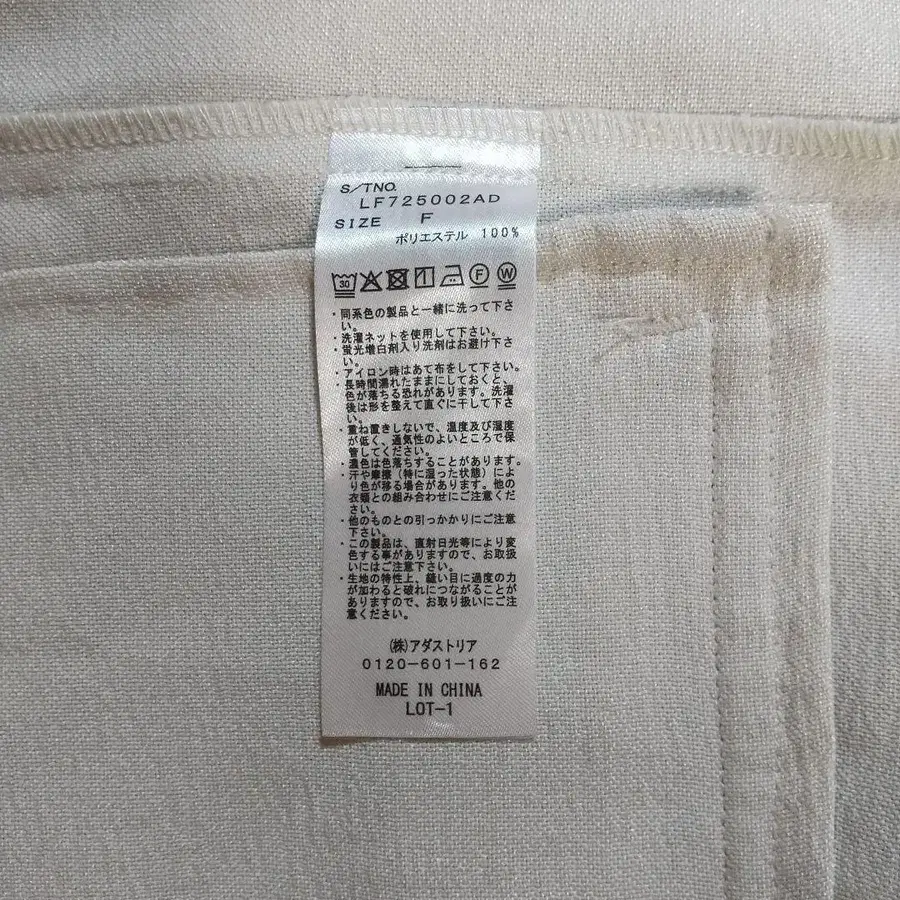 S/TNO.
LF725002AD
SIZE F
ポリエステル 100%
30 F W
・同系色の製品と一緒に洗って下さ
い。
・洗濯ネットを使用して下さい。
・蛍光増白剤入り洗剤はお避け下さ
い。
・アイロン時はあて布をして下さい。
・長時間濡れたままにしておくと、
色が落ちる恐れがあります。洗濯
後は形を整えて直ぐに干して下さ
い。
・重ね置きしないで、温度及び湿度
が低く、通気性のよいところで保
管してください。
・濃色は色落ちすることがあります。
・汗や摩擦（特に湿った状態）によ
り色が移る場合があります。他の
衣類との組み合わせにご注意くだ
さい。
・他のものとの引っかかりにご注意
下さい。
・この製品は、直射日光等により変
色する事がありますので、お取扱
いにはご注意下さい。
・生地の特性上、縫い目に過度の力
が加わると破れにつながることが
ありますので、お取り扱いにご注
意ください。
(株)アダストリア
0120-601-162
MADE IN CHINA
LOT-1